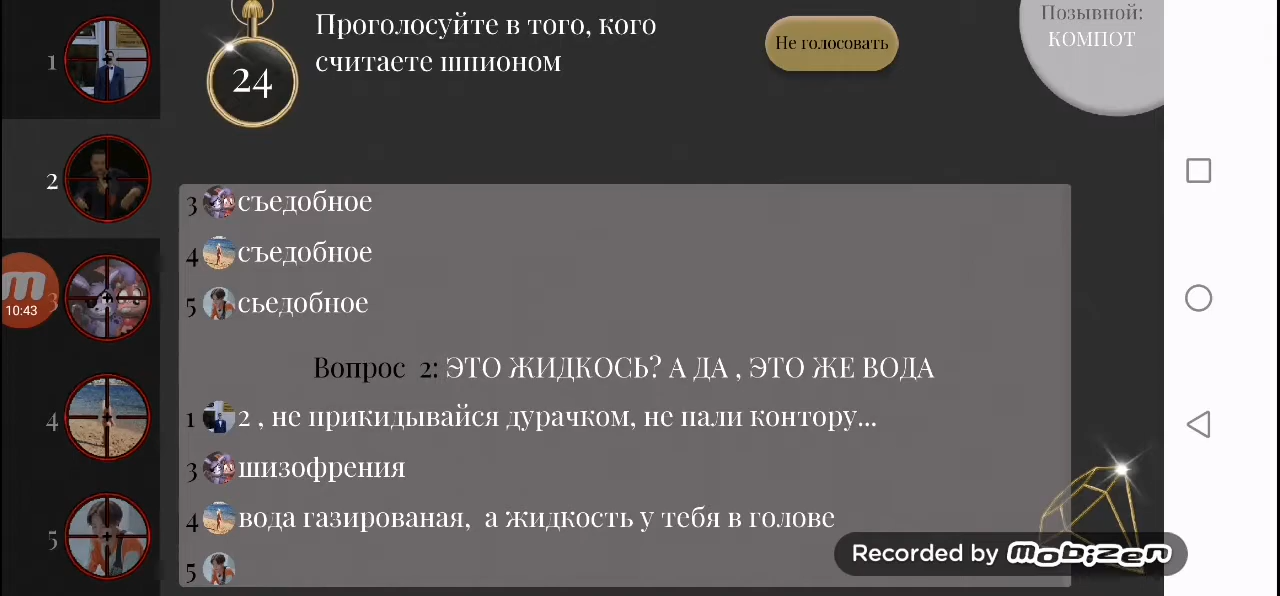 Проголосуйте в того, кого
считаете шпионом
Не голосовать
Позывной:
КОМПОТ
24
1
2
3
4
5
10:43
3 съедобное
4 съедобное
5 сьедобное
Вопрос 2: ЭТО ЖИДКОСЬ? А ДА , ЭТО ЖЕ ВОДА
1 2 , не прикидывайся дурачком, не пали контору...
3 шизофрения
4 вода газированая, а жидкость у тебя в голове
5
Recorded by mobizen